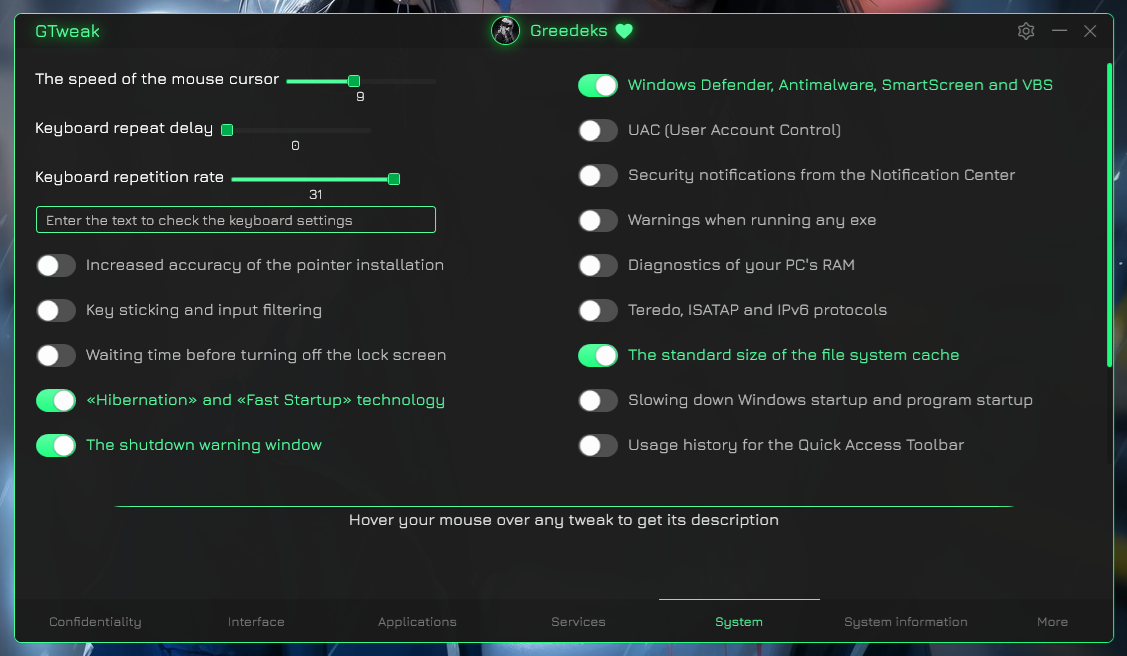 GTweak
Greedeks
The speed of the mouse cursor
9
Keyboard repeat delay
0
Keyboard repetition rate
31
Enter the text to check the keyboard settings
Increased accuracy of the pointer installation
Key sticking and input filtering
Waiting time before turning off the lock screen
«Hibernation» and «Fast Startup» technology
The shutdown warning window
Windows Defender, Antimalware, SmartScreen and VBS
UAC (User Account Control)
Security notifications from the Notification Center
Warnings when running any exe
Diagnostics of your PC's RAM
Teredo, ISATAP and IPv6 protocols
The standard size of the file system cache
Slowing down Windows startup and program startup
Usage history for the Quick Access Toolbar
Hover your mouse over any tweak to get its description
Confidentiality
Interface
Applications
Services
System
System information
More